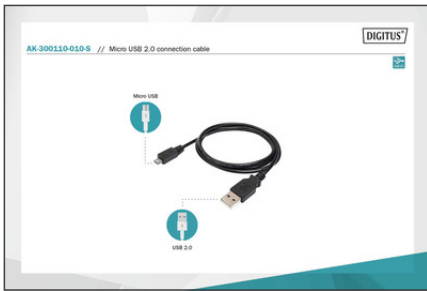 DIGITUS®
AK-300110-010-S // Micro USB 2.0 connection cable
Micro USB
USB 2.0